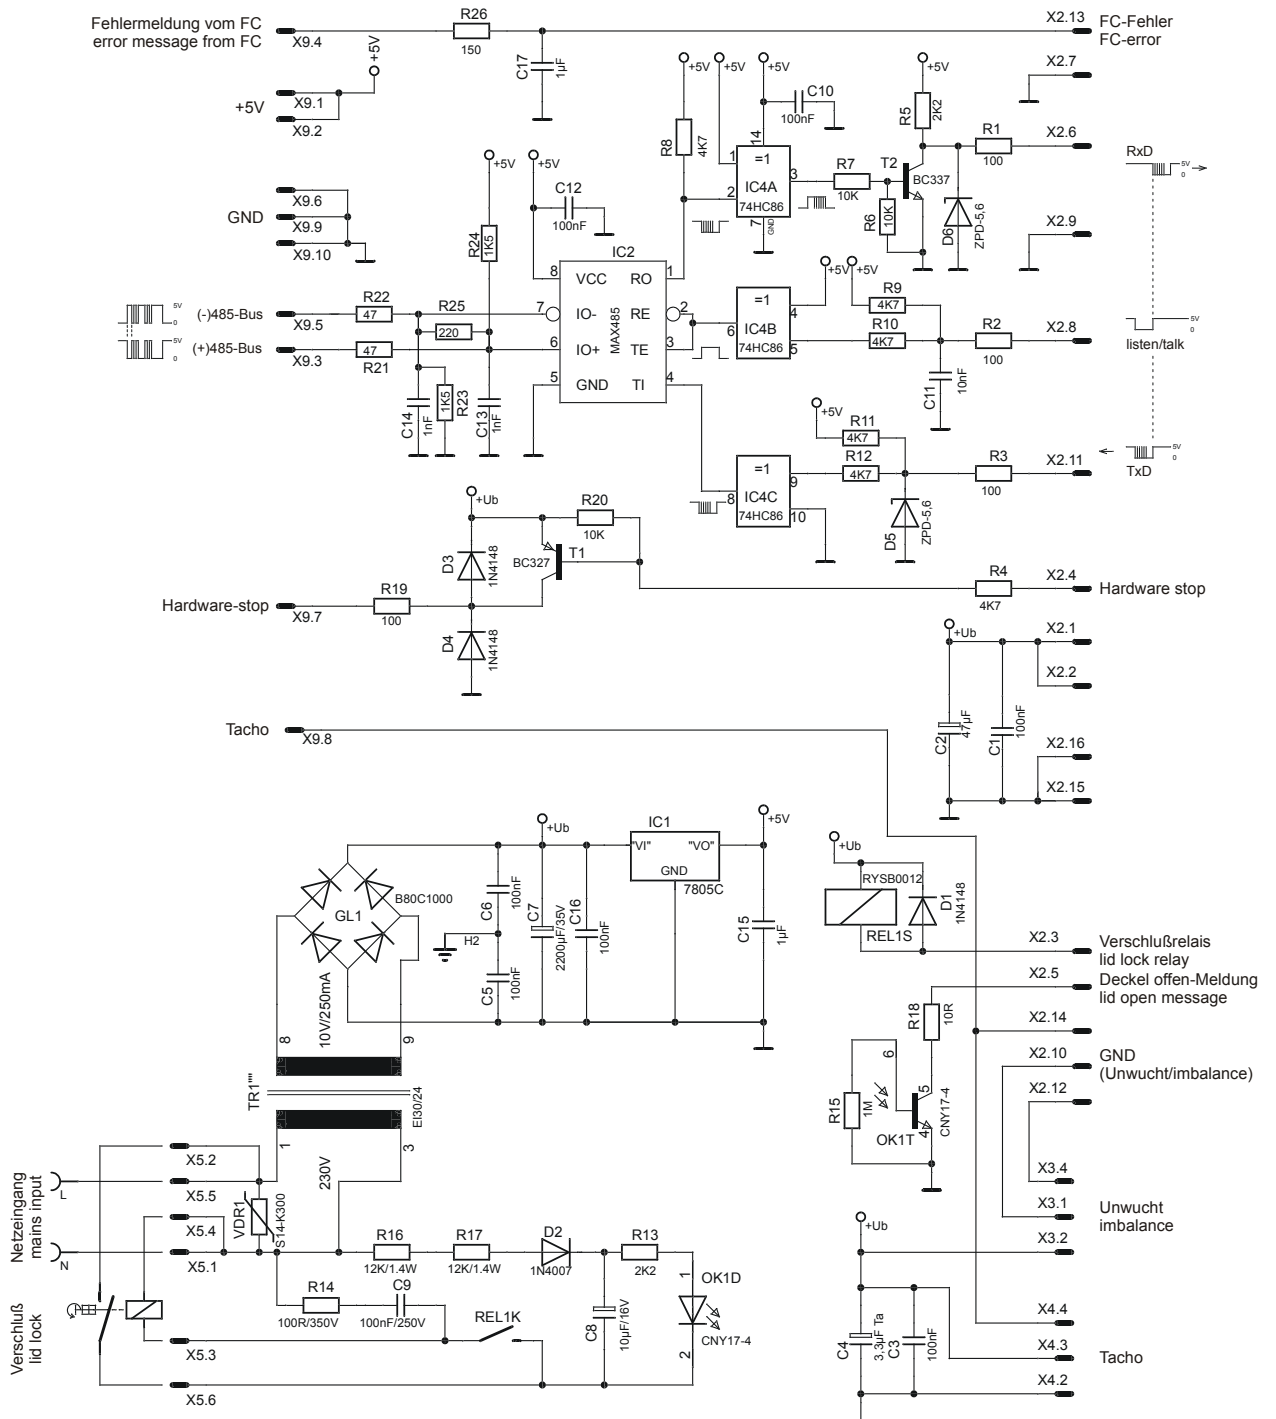 Fehlermeldung vom FC
error message from FC
X9.4
R26
150
C17
1µF
X2.13
FC-Fehler
FC-error
X2.7
+5V
+5V
X9.1
X9.2
+5V
+5V
+5V
C10
100nF
R8
4K7
14
1
2
=1
3
IC4A
74HC86
7
GND
R7
10K
T2
BC337
R6
10K
+5V
R5
2K2
D6
ZPD-5,6
R1
100
X2.6
RxD
5V
0
X2.9
GND
X9.6
X9.9
X9.10
+5V
R24
1K5
+5V
C12
100nF
IC2
8
VCC
RO
1
7
IO-
RE
2
MAX485
6
IO+
TE
3
5
GND
TI
4
5V
0
(-)485-Bus
X9.5
R22
47
R25
220
5V
0
(+)485-Bus
X9.3
47
R21
C14
1nF
1K5
R23
C13
1nF
=1
6
4
5
IC4B
74HC86
+5V
+5V
R9
4K7
R10
4K7
C11
10nF
R2
100
X2.8
5V
0
listen/talk
+5V
R11
4K7
R12
4K7
=1
8
9
10
IC4C
74HC86
D5
ZPD-5,6
R3
100
X2.11
5V
0
TxD
+Ub
R20
10K
D3
1N4148
BC327
T1
Hardware-stop
X9.7
R19
100
D4
1N4148
R4
4K7
X2.4
Hardware stop
+Ub
X2.1
X2.2
C2
47µF
C1
100nF
X2.16
X2.15
Tacho
X9.8
GL1
B80C1000
10V/250mA
8
9
TR1""
EI30/24
1
3
230V
H2
C6
100nF
C5
100nF
+Ub
C7
2200µF/35V
C16
100nF
IC1
"VI"
"VO"
GND
7805C
+5V
C15
1µF
+Ub
RYSB0012
REL1S
D1
1N4148
X2.3
Verschlußrelais
lid lock relay
X2.5
Deckel offen-Meldung
lid open message
R18
10R
X2.14
X2.10
GND
(Unwucht/imbalance)
X2.12
6
R15
1M
5
4
CNY17-4
OK1T
X3.4
X3.1
Unwucht
imbalance
X3.2
+Ub
C4
3,3µF Ta
C3
100nF
X4.4
X4.3
Tacho
X4.2
Netzeingang
mains input
L
N
X5.2
X5.5
X5.4
X5.1
VDR1
S14-K300
R16
12K/1.4W
R17
12K/1.4W
D2
1N4007
R13
2K2
R14
100R/350V
C9
100nF/250V
REL1K
C8
10µF/16V
1
OK1D
CNY17-4
2
Verschluß
lid lock
X5.3
X5.6